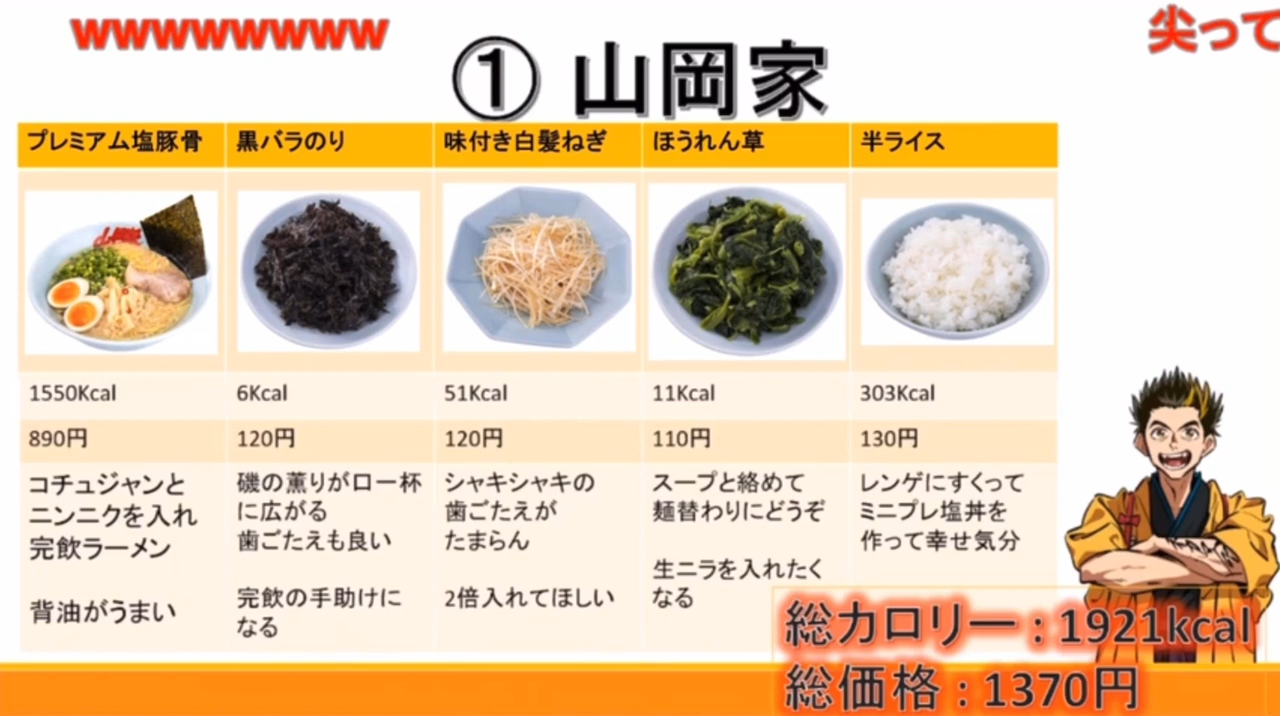 wwwwwwwww
尖って
① 山岡家
プレミアム塩豚骨
黒バラのり
味付き白髪ねぎ
ほうれん草
半ライス
1550Kcal
6Kcal
51Kcal
11Kcal
303Kcal
890円
120円
120円
110円
130円
コチュジャンと
ニンニクを入れ
完飲ラーメン
背油がうまい
磯の薫りが口一杯
に広がる
歯ごたえも良い
完飲の手助けに
なる
シャキシャキの
歯ごたえが
たまらん
2倍入れてほしい
スープと絡めて
麺替わりにどうぞ
生ニラを入れたく
なる
レンゲにすくって
ミニプレ塩丼を
作って幸せ気分
総カロリー：1921kcal
総価格：1370円